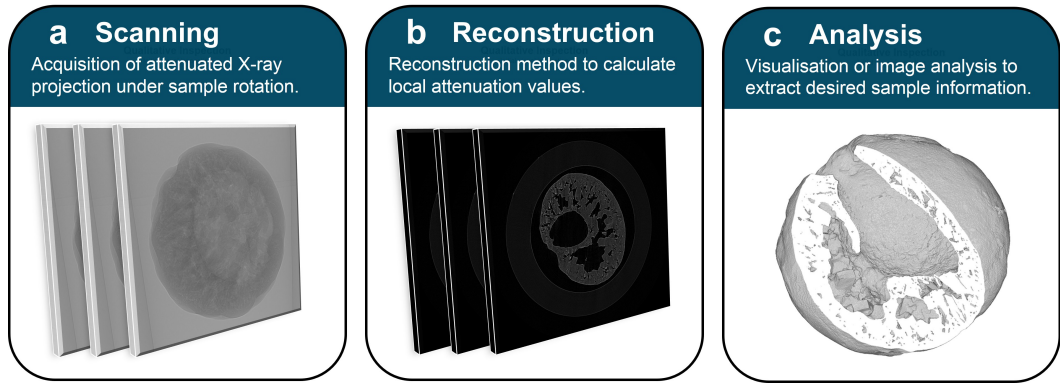 a Scanning
Acquisition of attenuated X-ray
projection under sample rotation.
b Reconstruction
Reconstruction method to calculate
local attenuation values.
c Analysis
Visualisation or image analysis to
extract desired sample information.